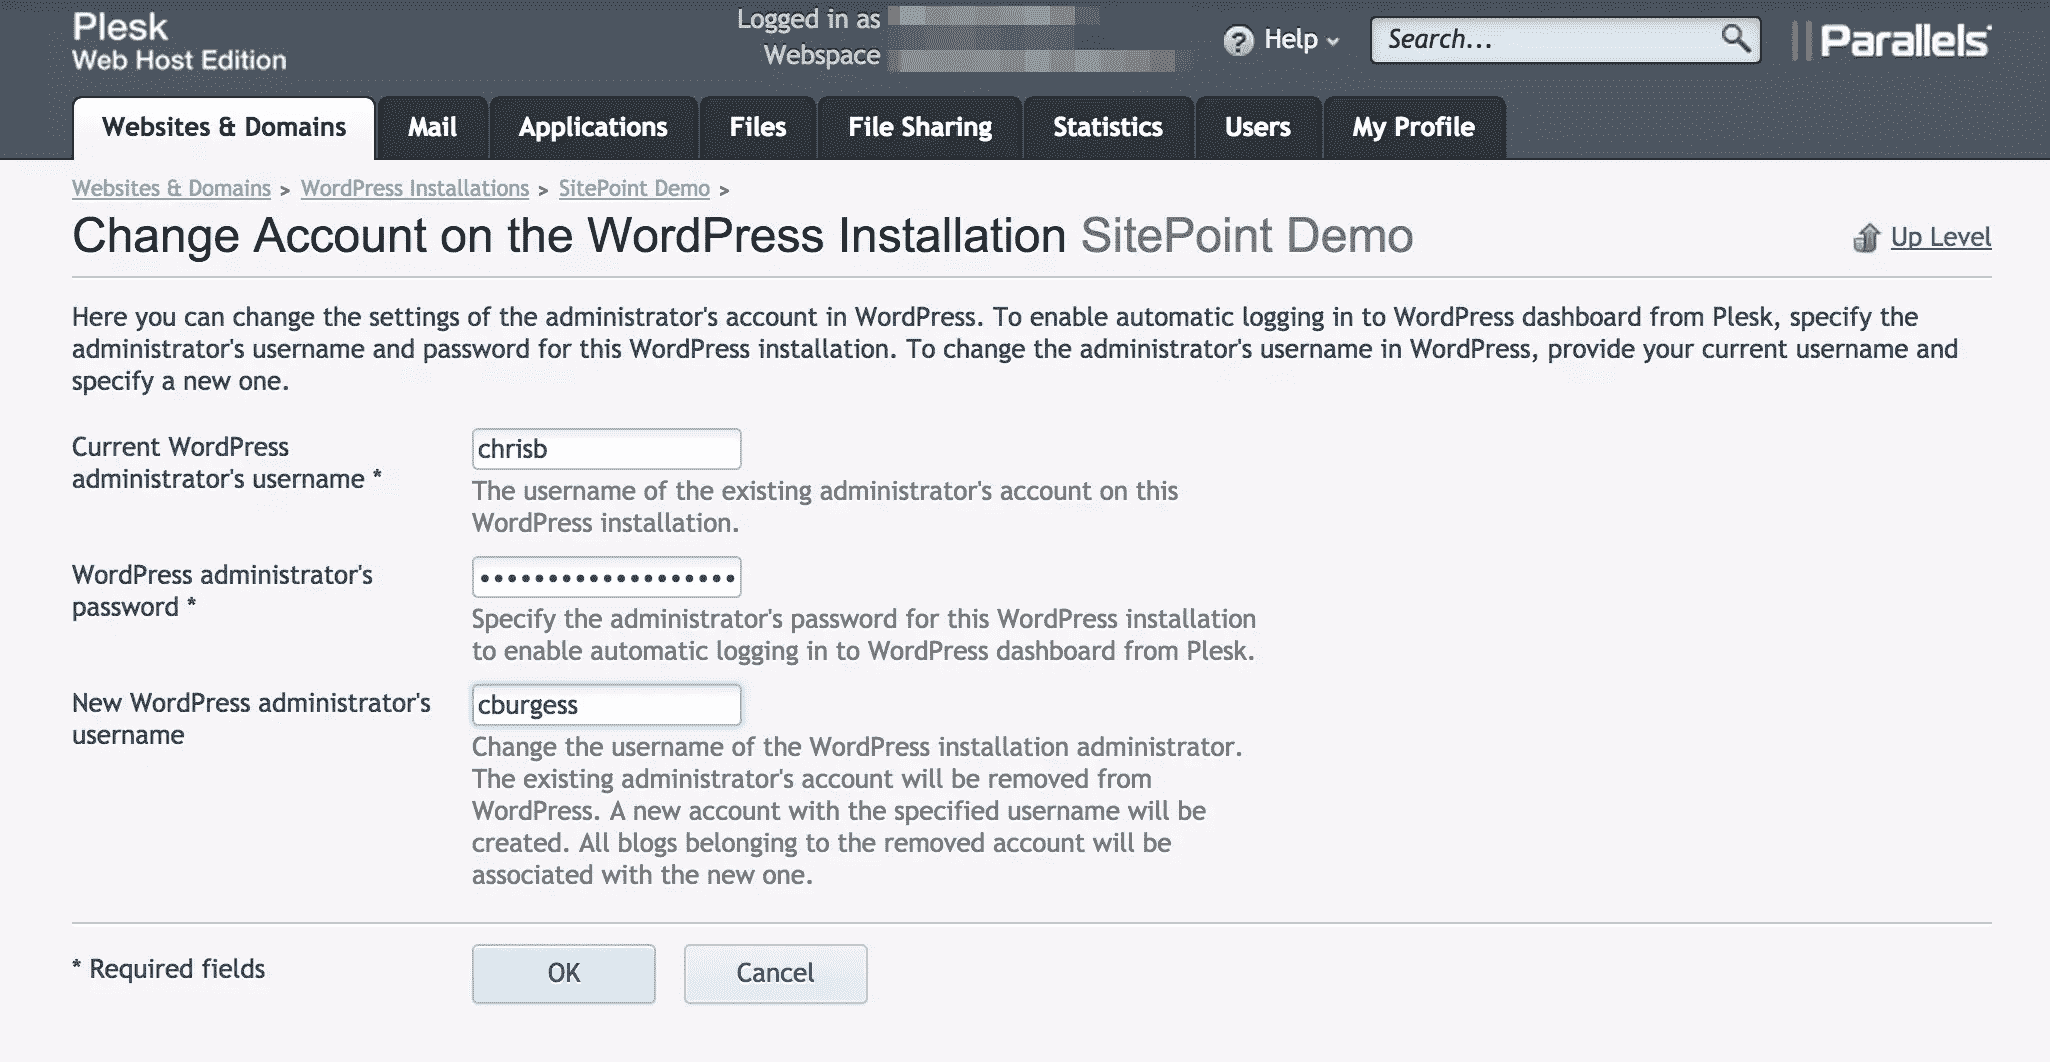 Plesk
Web Host Edition
Logged in as
Webspace
? Help
Search...
Parallels
Websites & Domains
Mail
Applications
Files
File Sharing
Statistics
Users
My Profile
Websites & Domains > WordPress Installations > SitePoint Demo >
Change Account on the WordPress Installation SitePoint Demo
Up Level
Here you can change the settings of the administrator's account in WordPress. To enable automatic logging in to WordPress dashboard from Plesk, specify the
administrator's username and password for this WordPress installation. To change the administrator's username in WordPress, provide your current username and
specify a new one.
Current WordPress
administrator's username *
chrisb
The username of the existing administrator's account on this
WordPress installation.
WordPress administrator's
password *
•••••••••••••••••••
Specify the administrator's password for this WordPress installation
to enable automatic logging in to WordPress dashboard from Plesk.
New WordPress administrator's
username
cburgess
Change the username of the WordPress installation administrator.
The existing administrator's account will be removed from
WordPress. A new account with the specified username will be
created. All blogs belonging to the removed account will be
associated with the new one.
* Required fields
OK
Cancel